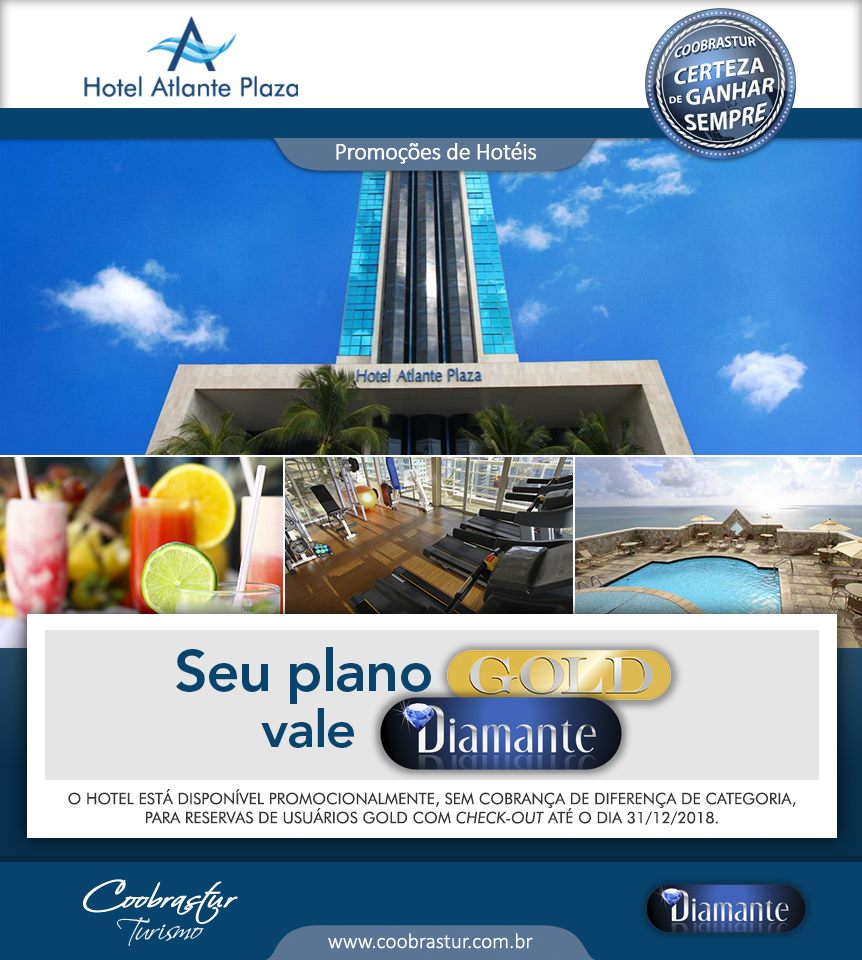 Hotel Atlante Plaza
COOBRASTUR
CERTEZA
DE GANHAR
SEMPRE
Promoções de Hotéis
Hotel Atlante Plaza
Seu plano GOLD
vale Diamante
O HOTEL ESTÁ DISPONÍVEL PROMOCIONALMENTE, SEM COBRANÇA DE DIFERENÇA DE CATEGORIA,
PARA RESERVAS DE USUÁRIOS GOLD COM CHECK-OUT ATÉ O DIA 31/12/2018.
Coobrastur
Turismo
Diamante
www.coobrastur.com.br